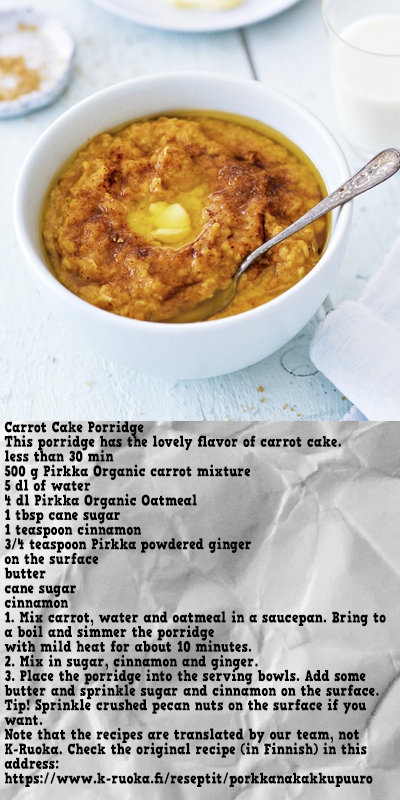 Carrot Cake Porridge
This porridge has the lovely flavor of carrot cake.
less than 30 min
500 g Pirkka Organic carrot mixture
5 dl of water
4 dl Pirkka Organic Oatmeal
1 tbsp cane sugar
1 teaspoon cinnamon
3/4 teaspoon Pirkka powdered ginger
on the surface
butter
cane sugar
cinnamon
1. Mix carrot, water and oatmeal in a saucepan. Bring to
a boil and simmer the porridge
with mild heat for about 10 minutes.
2. Mix in sugar, cinnamon and ginger.
3. Place the porridge into the serving bowls. Add some
butter and sprinkle sugar and cinnamon on the surface.
Tip! Sprinkle crushed pecan nuts on the surface if you
want.
Note that the recipes are translated by our team, not
K-Ruoka. Check the original recipe (in Finnish) in this
address:
https://www.k-ruoka.fi/reseptit/porkkanakakkupuuro